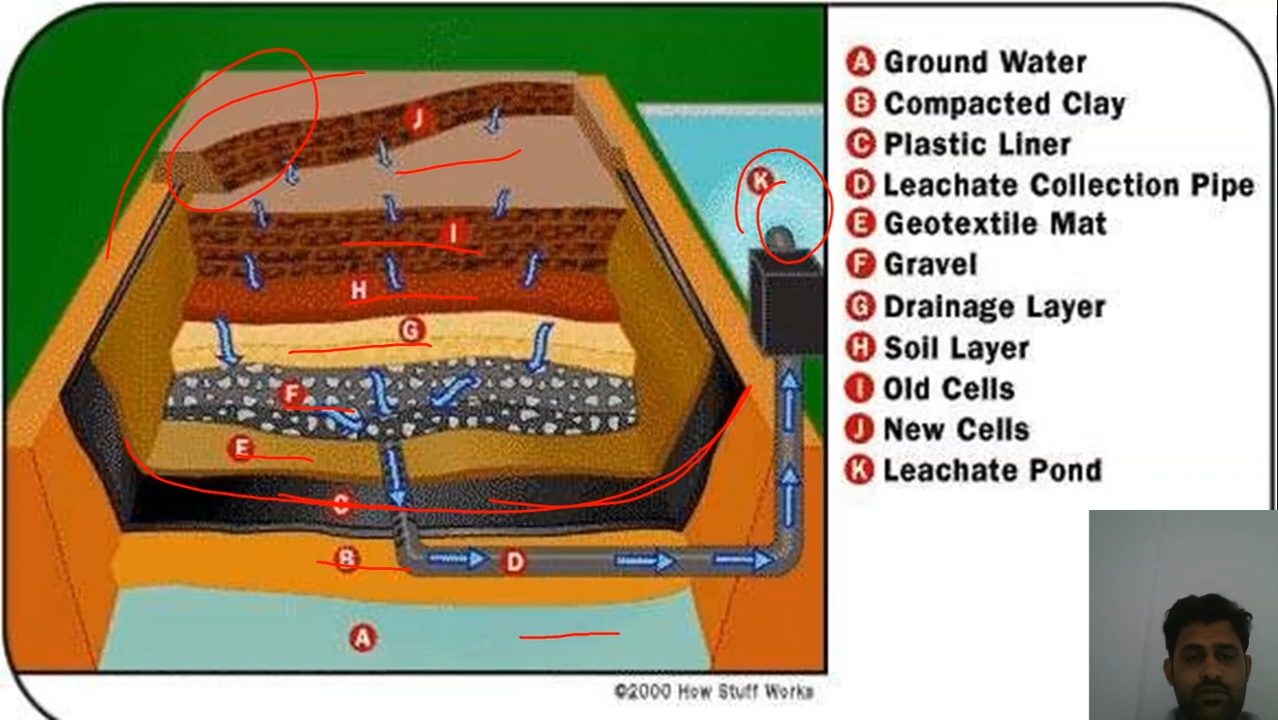 J
K
I
H
G
F
E
C
B
D
A
A Ground Water
B Compacted Clay
C Plastic Liner
D Leachate Collection Pipe
E Geotextile Mat
F Gravel
G Drainage Layer
H Soil Layer
I Old Cells
J New Cells
K Leachate Pond
©2000 How Stuff Works